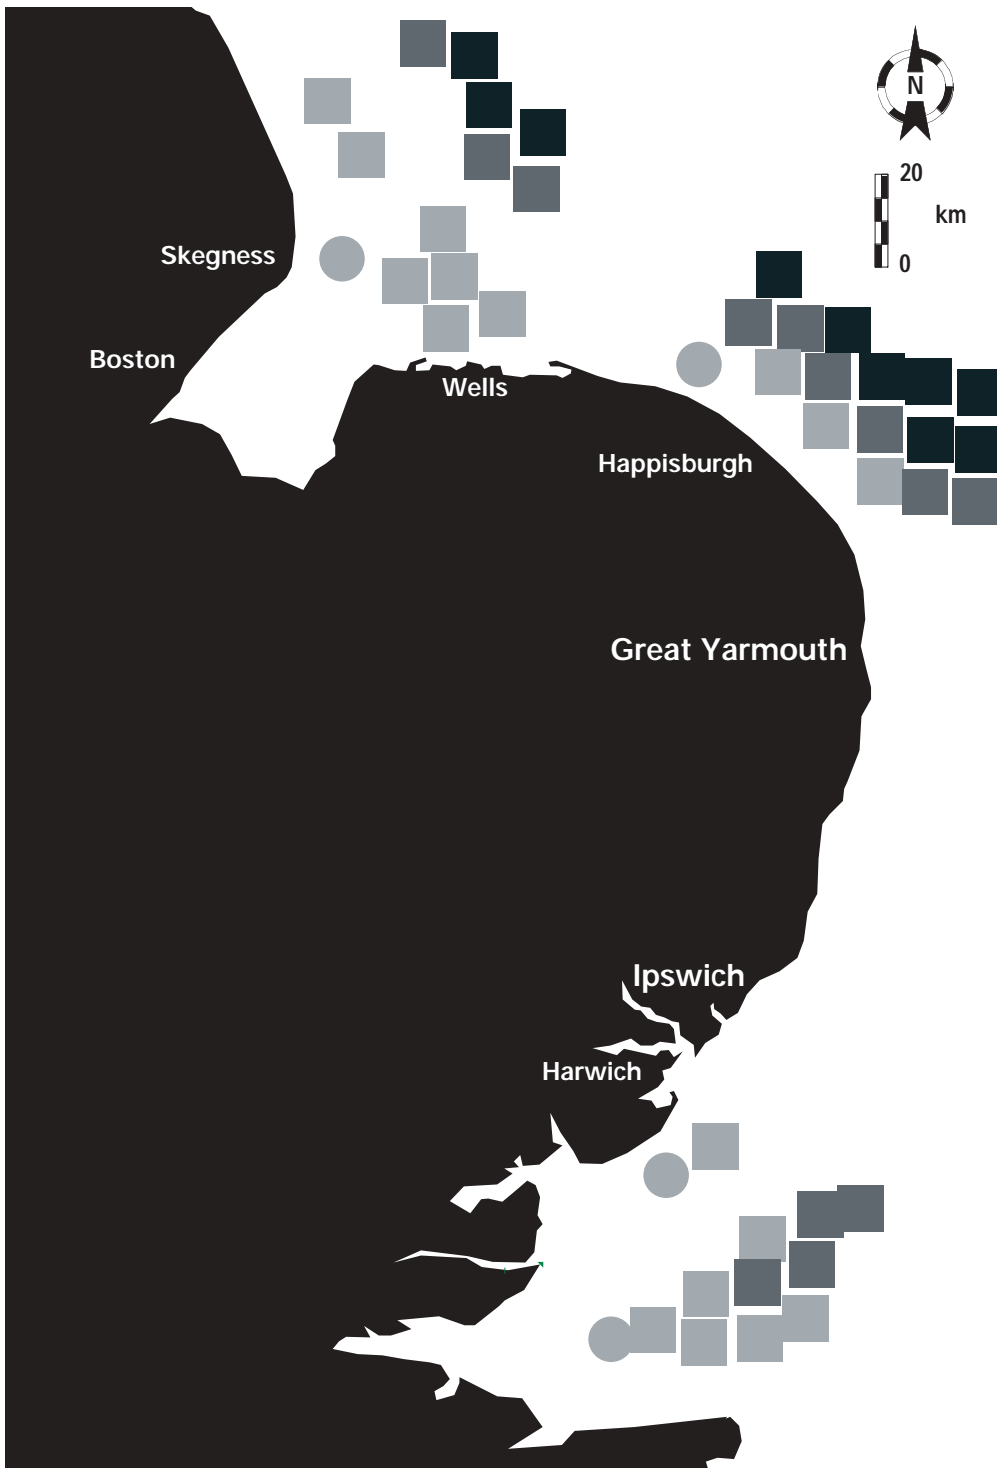 N
20
km
0
Skegness
Boston
Wells
Happisburgh
Great Yarmouth
Ipswich
Harwich